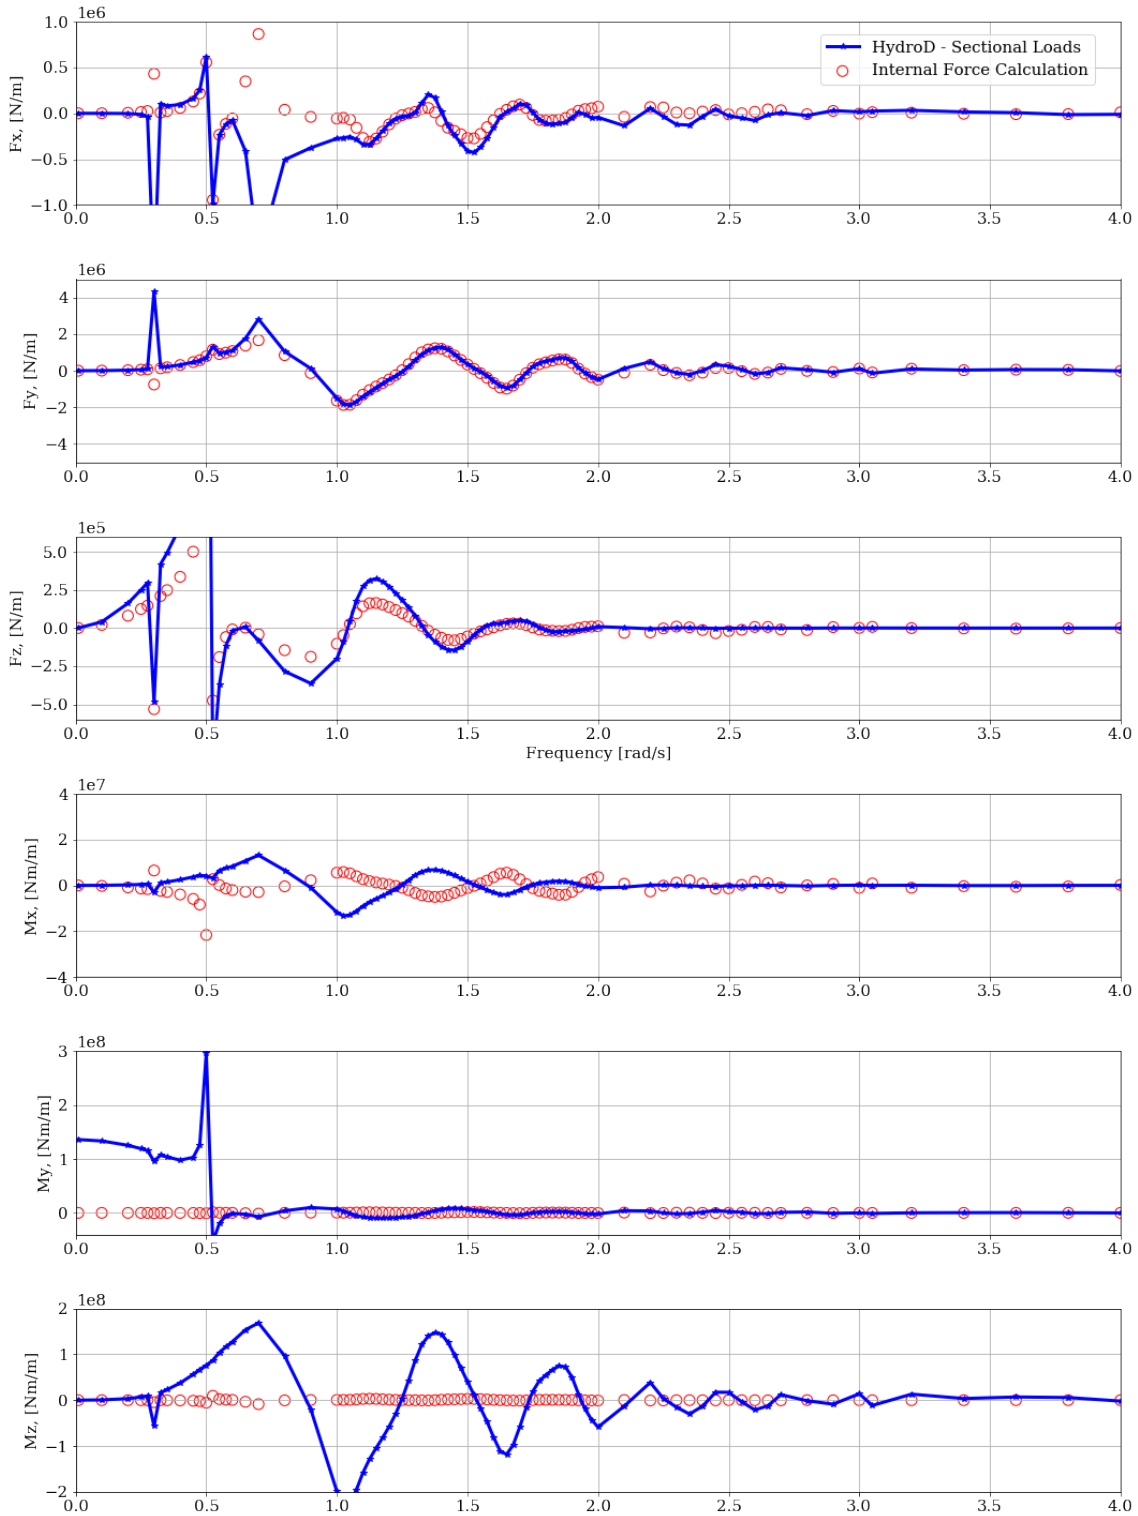 1e6
Fx, [N/m]
1.0
0.5
0.0
−0.5
−1.0
HydroD - Sectional Loads
Internal Force Calculation
0.0 0.5 1.0 1.5 2.0 2.5 3.0 3.5 4.0
1e6
Fy, [N/m]
4
2
0
−2
−4
0.0 0.5 1.0 1.5 2.0 2.5 3.0 3.5 4.0
1e5
Fz, [N/m]
5.0
2.5
0.0
−2.5
−5.0
0.0 0.5 1.0 1.5 2.0 2.5 3.0 3.5 4.0
Frequency [rad/s]
1e7
Mx, [Nm/m]
4
2
0
−2
−4
0.0 0.5 1.0 1.5 2.0 2.5 3.0 3.5 4.0
1e8
My, [Nm/m]
3
2
1
0
0.0 0.5 1.0 1.5 2.0 2.5 3.0 3.5 4.0
1e8
Mz, [Nm/m]
2
1
0
−1
−2
0.0 0.5 1.0 1.5 2.0 2.5 3.0 3.5 4.0